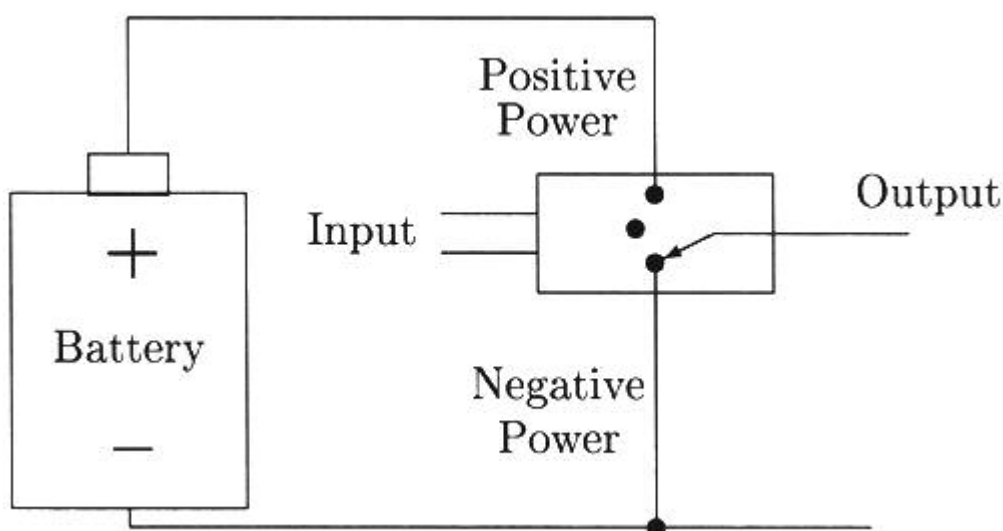 Positive
Power
Input
Output
+
Battery
Negative
Power
−